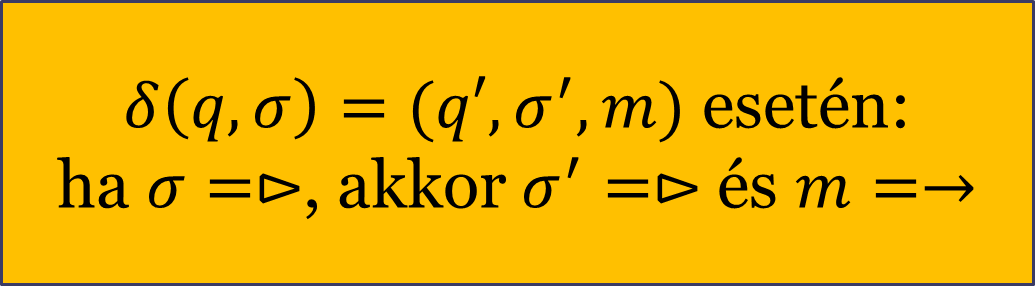 δ(q, σ) = (q′, σ′, m) esetén:
ha σ =⊳, akkor σ′ =⊳ és m =→